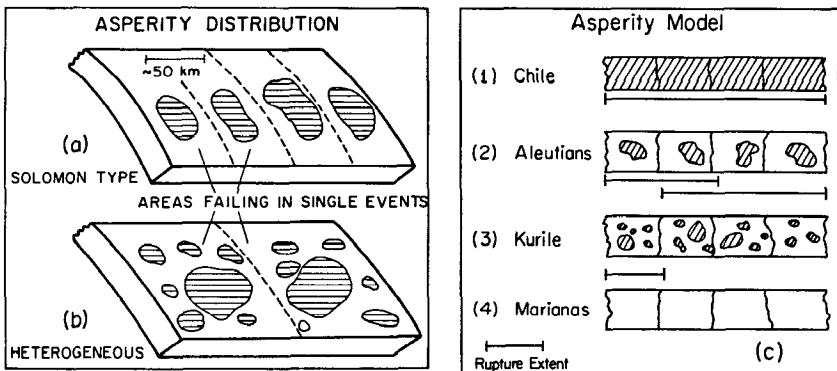 ASPERITY DISTRIBUTION
~50 km
(a)
SOLOMON TYPE
AREAS FAILING IN SINGLE EVENTS
(b)
HETEROGENEOUS
Asperity Model
(1) Chile
(2) Aleutians
(3) Kurile
(4) Marianas
Rupture Extent
(c)